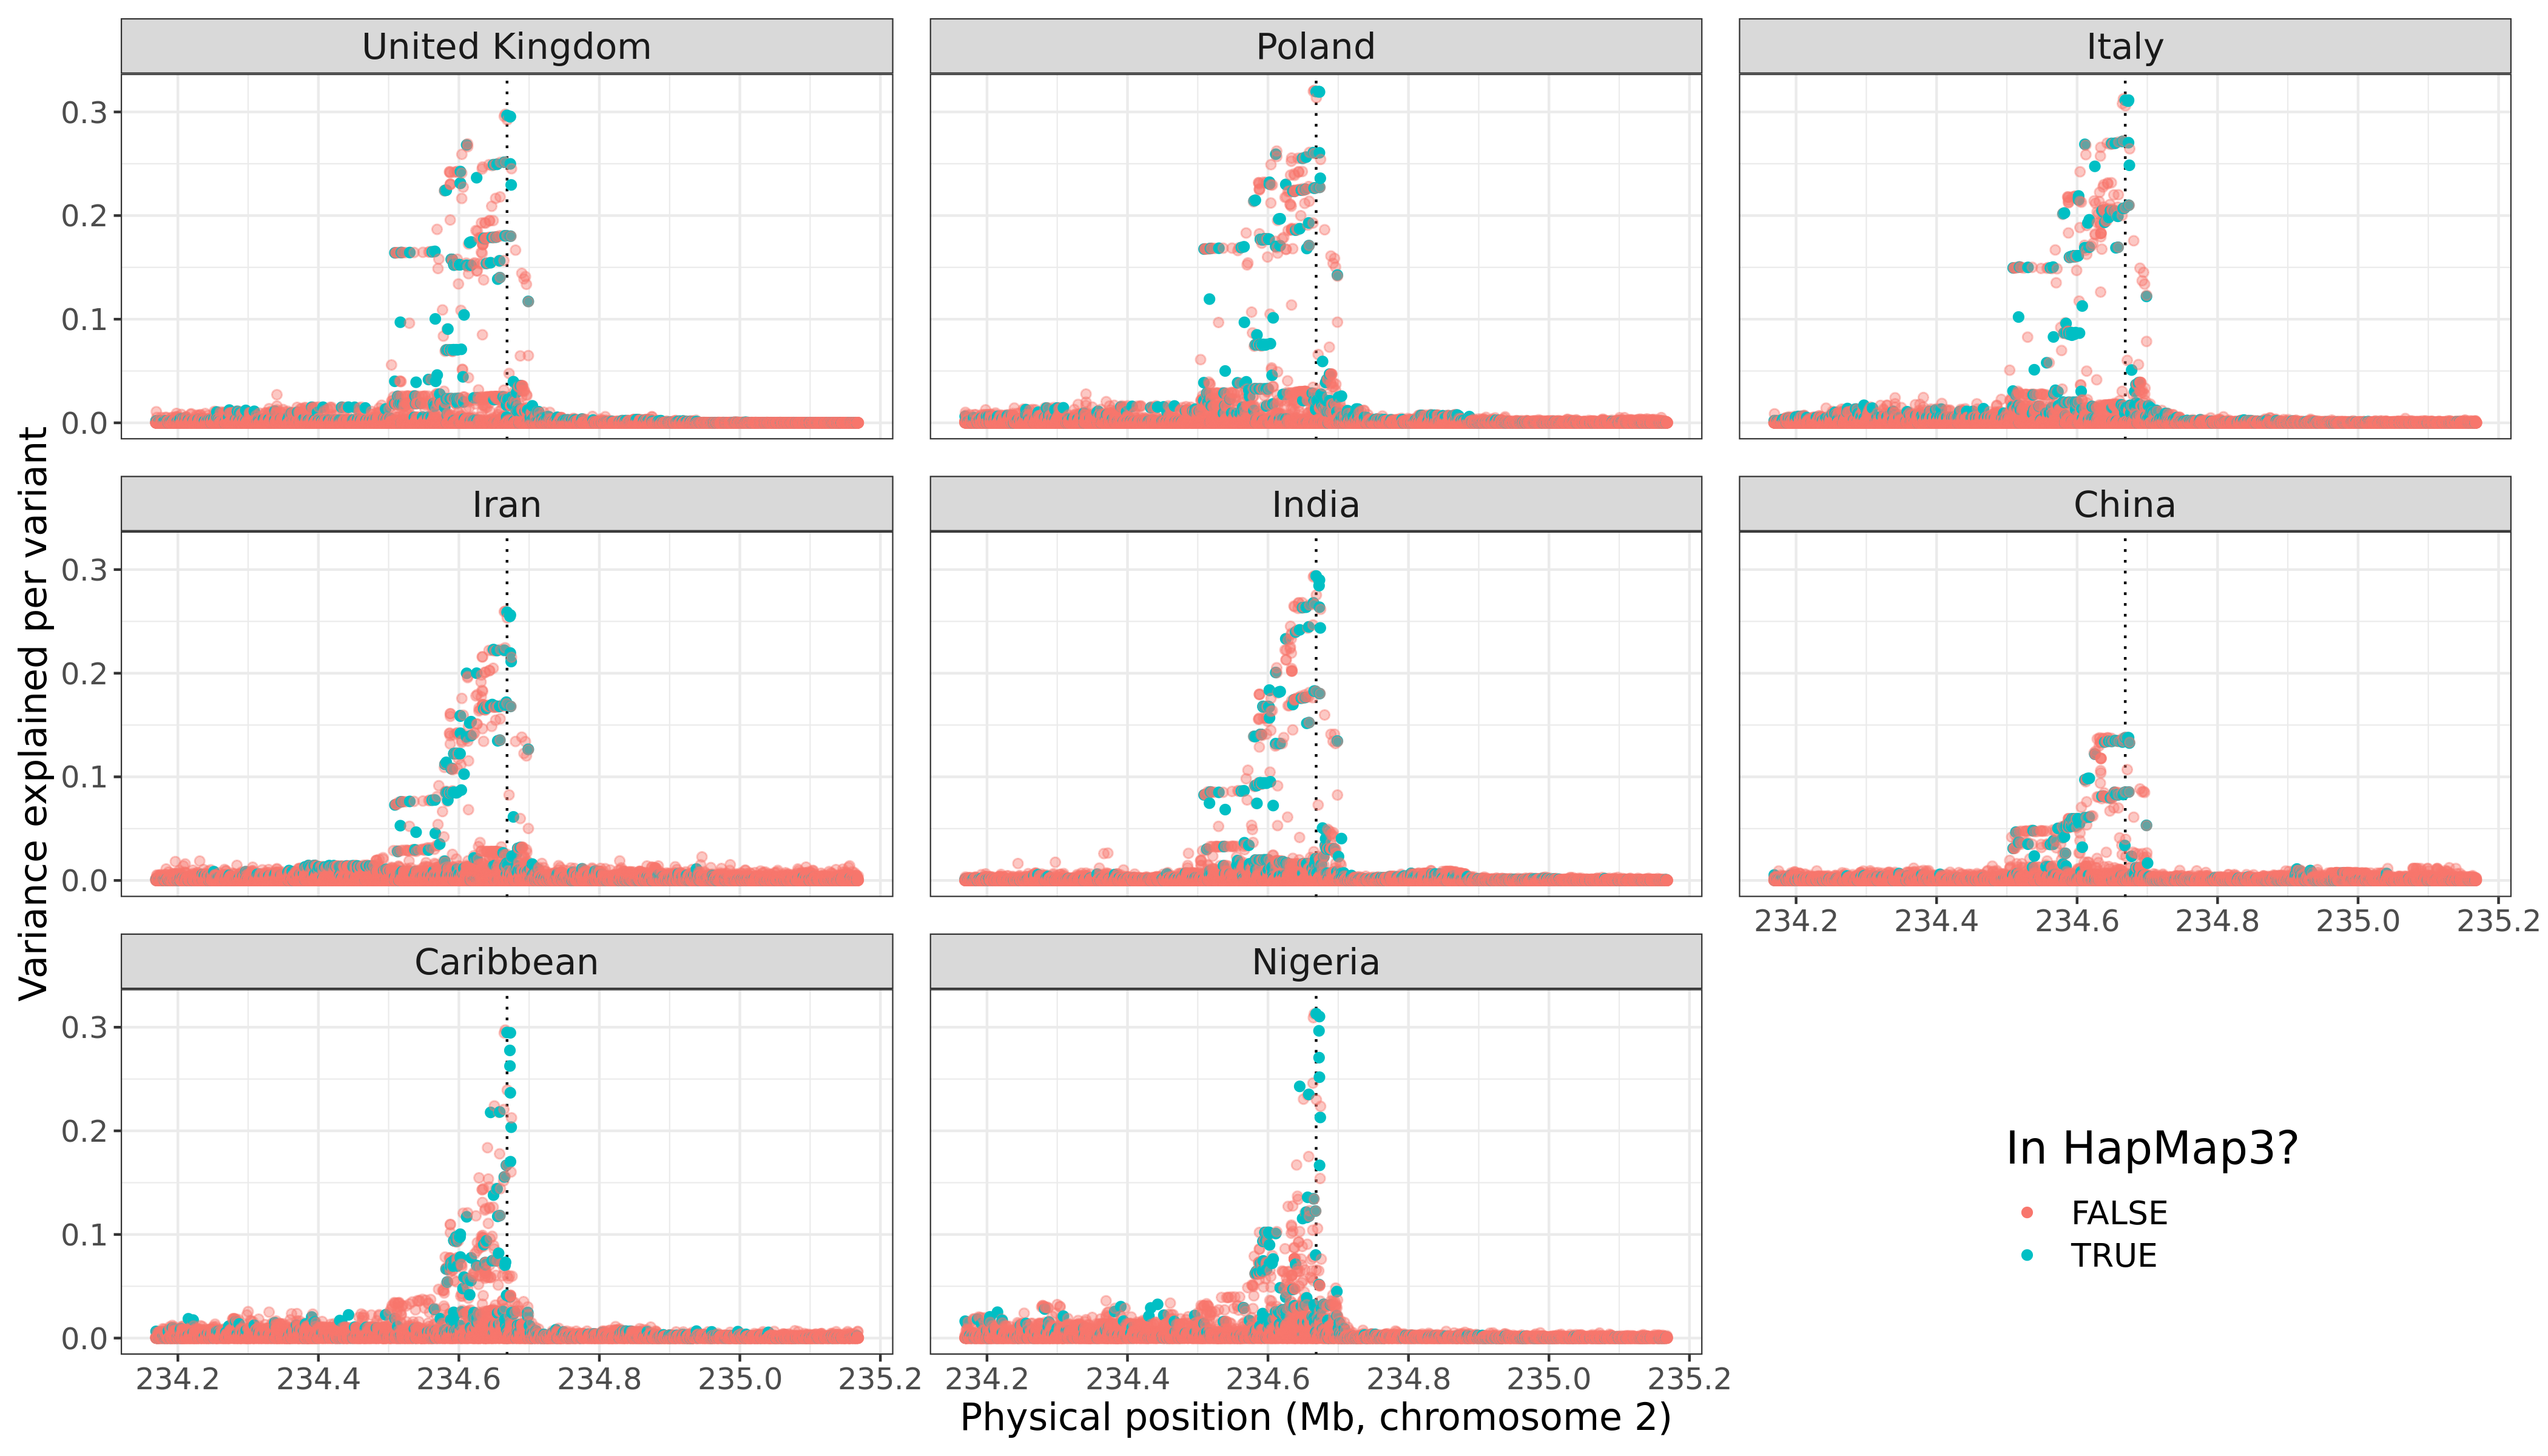 United Kingdom
Poland
Italy
0.3
0.2
0.1
0.0
Iran
India
China
0.3
0.2
0.1
0.0
234.2 234.4 234.6 234.8 235.0 235.2
Caribbean
Nigeria
0.3
0.2
0.1
0.0
234.2 234.4 234.6 234.8 235.0 235.2
234.2 234.4 234.6 234.8 235.0 235.2
Variance explained per variant
Physical position (Mb, chromosome 2)
In HapMap3?
FALSE
TRUE